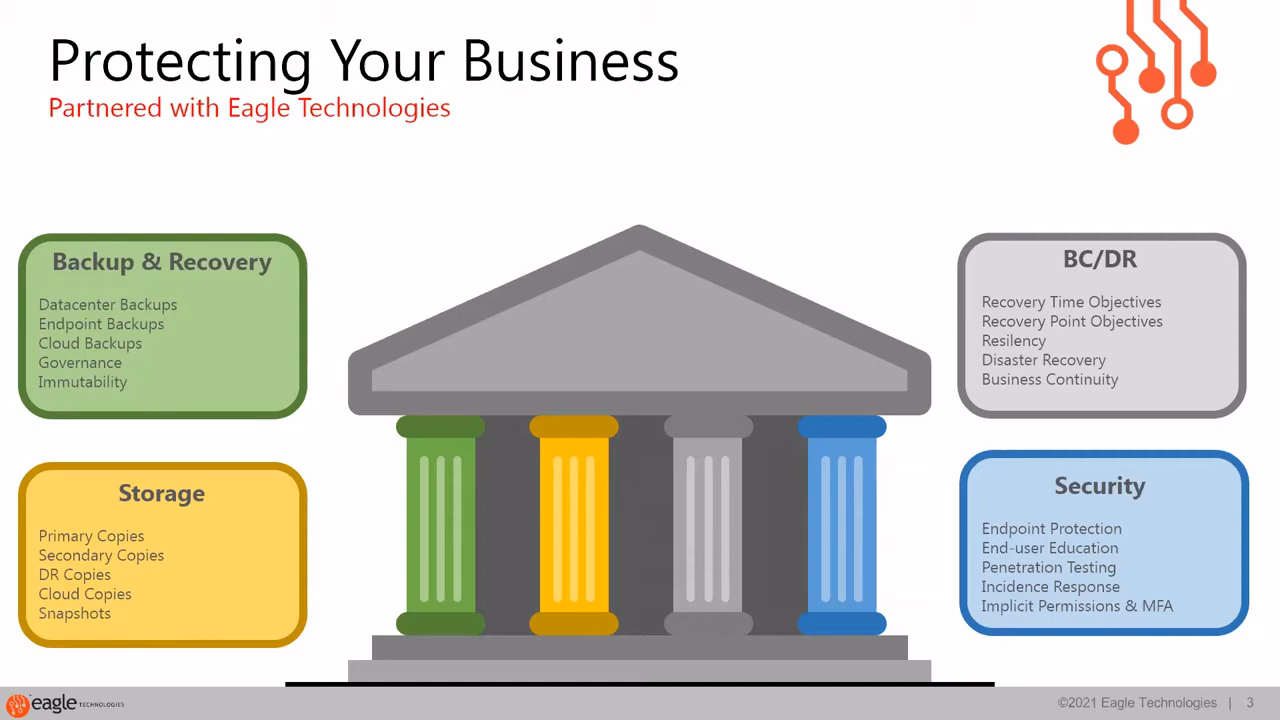 Protecting Your Business
Partnered with Eagle Technologies
Backup & Recovery
Datacenter Backups
Endpoint Backups
Cloud Backups
Governance
Immutability
Storage
Primary Copies
Secondary Copies
DR Copies
Cloud Copies
Snapshots
BC/DR
Recovery Time Objectives
Recovery Point Objectives
Resilency
Disaster Recovery
Business Continuity
Security
Endpoint Protection
End-user Education
Penetration Testing
Incidence Response
Implicit Permissions & MFA
eagle TECHNOLOGIES
©2021 Eagle Technologies | 3